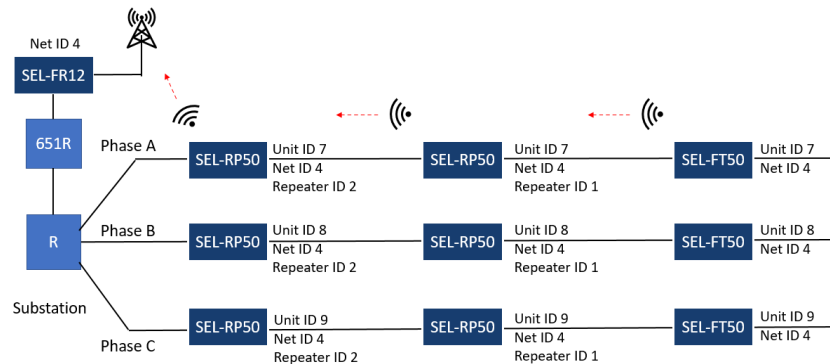 Net ID 4
SEL-FR12
651R
R
Substation
Phase A
SEL-RP50
Unit ID 7
Net ID 4
Repeater ID 2
SEL-RP50
Unit ID 7
Net ID 4
Repeater ID 1
SEL-FT50
Unit ID 7
Net ID 4
Phase B
SEL-RP50
Unit ID 8
Net ID 4
Repeater ID 2
SEL-RP50
Unit ID 8
Net ID 4
Repeater ID 1
SEL-FT50
Unit ID 8
Net ID 4
Phase C
SEL-RP50
Unit ID 9
Net ID 4
Repeater ID 2
SEL-RP50
Unit ID 9
Net ID 4
Repeater ID 1
SEL-FT50
Unit ID 9
Net ID 4